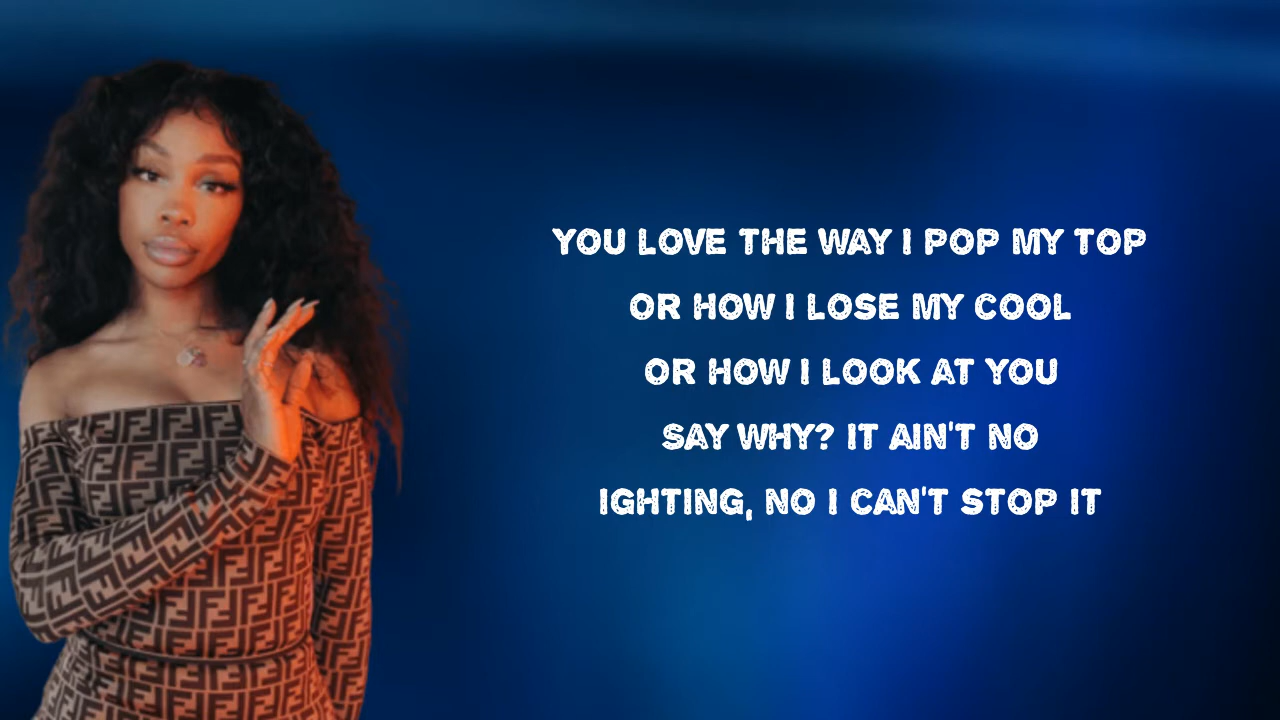 YOU LOVE THE WAY I POP MY TOP
OR HOW I LOSE MY COOL
OR HOW I LOOK AT YOU
SAY WHY? IT AIN'T NO
IGHTING, NO I CAN'T STOP IT